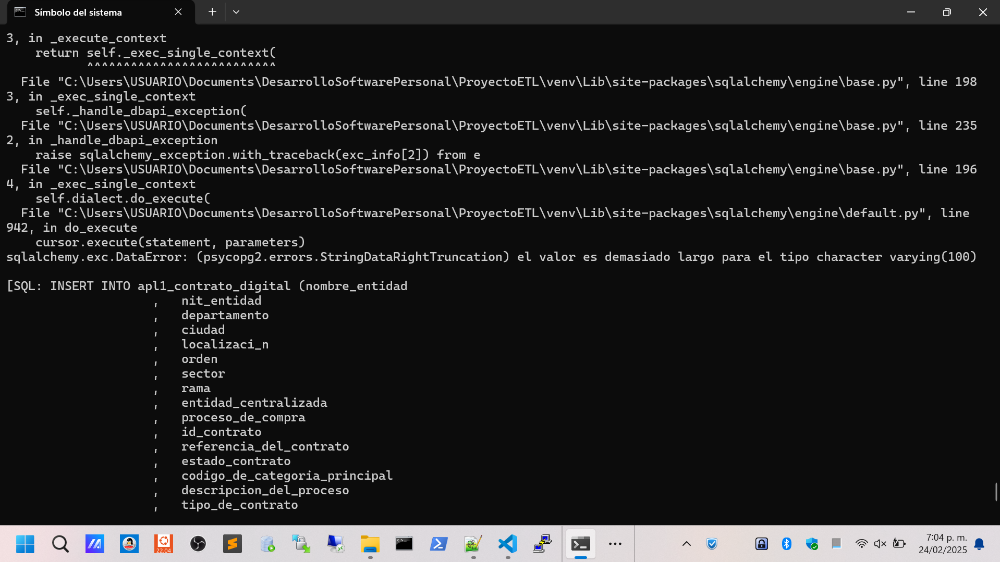 Símbolo del sistema
3, in _execute_context
return self._exec_single_context(
^^^^^^^^^^^^^^^^^^^^^^^^^^
File "C:\Users\USUARIO\Documents\DesarrolloSoftwarePersonal\ProyectoETL\venv\Lib\site-packages\sqlalchemy\engine\base.py", line 198
3, in _exec_single_context
self._handle_dbapi_exception(
File "C:\Users\USUARIO\Documents\DesarrolloSoftwarePersonal\ProyectoETL\venv\Lib\site-packages\sqlalchemy\engine\base.py", line 235
2, in _handle_dbapi_exception
raise sqlalchemy_exception.with_traceback(exc_info[2]) from e
File "C:\Users\USUARIO\Documents\DesarrolloSoftwarePersonal\ProyectoETL\venv\Lib\site-packages\sqlalchemy\engine\base.py", line 196
4, in _exec_single_context
self.dialect.do_execute(
File "C:\Users\USUARIO\Documents\DesarrolloSoftwarePersonal\ProyectoETL\venv\Lib\site-packages\sqlalchemy\engine\default.py", line
942, in do_execute
cursor.execute(statement, parameters)
sqlalchemy.exc.DataError: (psycopg2.errors.StringDataRightTruncation) el valor es demasiado largo para el tipo character varying(100)
[SQL: INSERT INTO apl1_contrato_digital (nombre_entidad
, nit_entidad
, departamento
, ciudad
, localizaci_n
, orden
, sector
, rama
, entidad_centralizada
, proceso_de_compra
, id_contrato
, referencia_del_contrato
, estado_contrato
, codigo_de_categoria_principal
, descripcion_del_proceso
, tipo_de_contrato
22.04
7:04 p. m.
24/02/2025